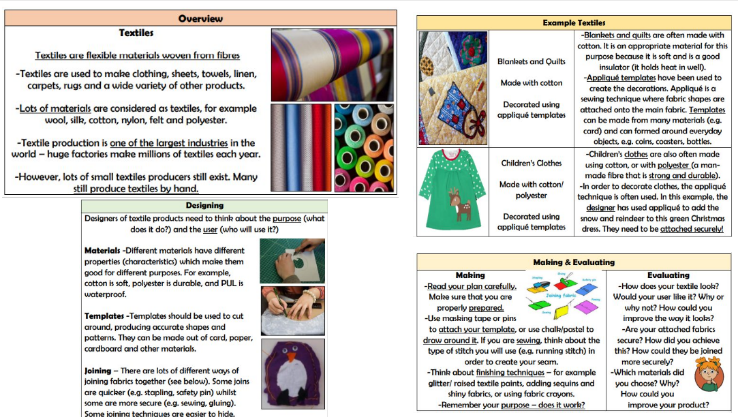 Overview
Textiles
Textiles are flexible materials woven from fibres
-Textiles are used to make clothing, sheets, towels, linen,
carpets, rugs and a wide variety of other products.
-Lots of materials are considered as textiles, for example
wool, silk, cotton, nylon, felt and polyester.
-Textile production is one of the largest industries in the
world – huge factories make millions of textiles each year.
-However, lots of small textiles producers still exist. Many
still produce textiles by hand.
Designing
Designers of textile products need to think about the purpose (what
does it do?) and the user (who will use it?)
Materials -Different materials have different
properties (characteristics) which make them
good for different purposes. For example,
cotton is soft, polyester is durable, and PUL is
waterproof.
Templates -Templates should be used to cut
around, producing accurate shapes and
patterns. They can be made out of card, paper,
cardboard and other materials.
Joining – There are lots of different ways of
joining fabrics together (see below). Some joins
are quicker (e.g. stapling, safety pin) whilst
some are more secure (e.g. sewing, gluing).
Some joining techniques are easier to hide.
Example Textiles
Blankets and Quilts
Made with cotton
Decorated using
appliqué templates
-Blankets and quilts are often made with
cotton. It is an appropriate material for this
purpose because it is soft and is a good
insulator (it holds heat in well).
-Appliqué templates have been used to
create the decorations. Appliqué is a
sewing technique where fabric shapes are
attached onto the main fabric. Templates
can be made from many materials (e.g.
card) and can formed around everyday
objects, e.g. coins, coasters, bottles.
Children's Clothes
Made with cotton/
polyester
Decorated using
appliqué templates
-Children's clothes are also often made
using cotton, or with polyester (a man-
made fibre that is strong and durable).
-In order to decorate clothes, the appliqué
technique is often used. In this example, the
designer has used appliqué to add the
snow and reindeer to this green Christmas
dress. They need to be attached securely!
Making & Evaluating
Making
-Read your plan carefully.
Make sure that you are
properly prepared.
-Use masking tape or pins
to attach your template, or use chalk/pastel to
draw around it. If you are sewing, think about the
type of stitch you will use (e.g. running stitch) in
order to create your seam.
-Think about finishing techniques – for example
glitter/ raised textile paints, adding sequins and
shiny fabrics, or using fabric crayons.
-Remember your purpose – does it work?
Joining Fabric
Evaluating
-How does your textile look?
Would your user like it? Why or
why not? How could you
improve the way it looks?
-Are your attached fabrics
secure? How did you achieve
this? How could they be joined
more securely?
-Which materials did
you choose? Why?
How could you
improve your product?